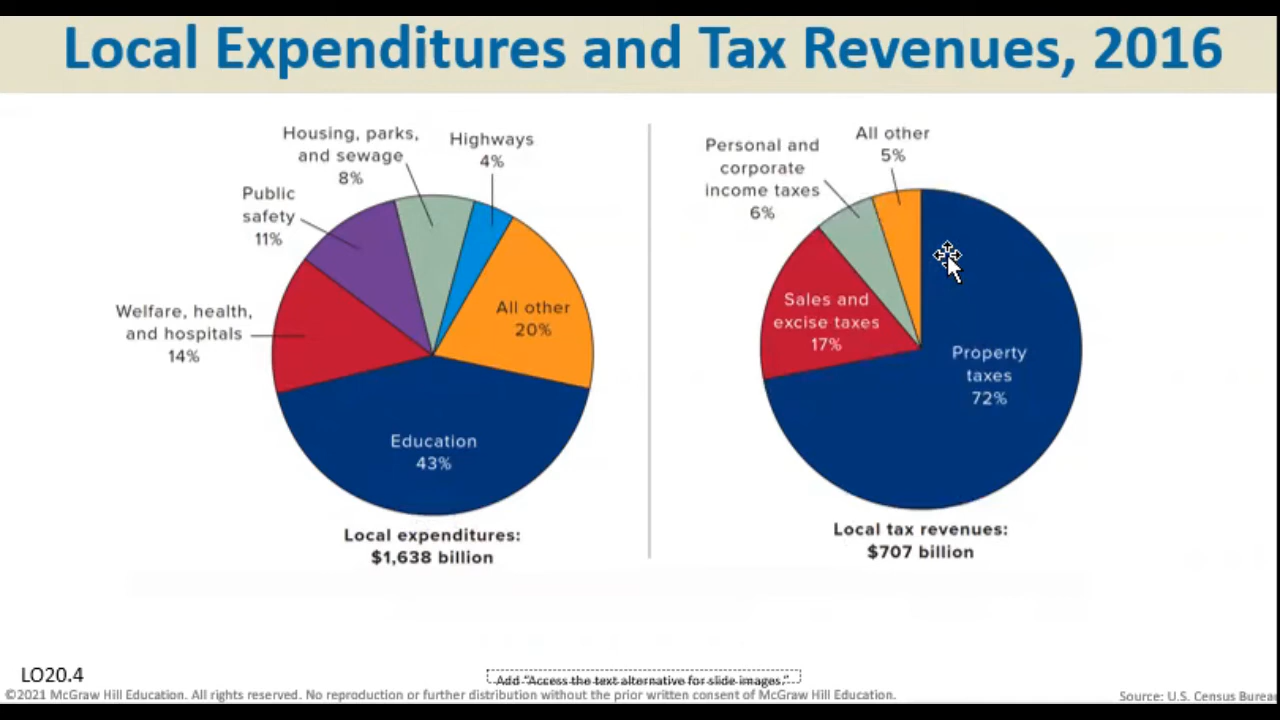 Local Expenditures and Tax Revenues, 2016
Housing, parks,
and sewage
8%
Highways
4%
Public
safety
11%
Welfare, health,
and hospitals
14%
All other
20%
Education
43%
Local expenditures:
$1,638 billion
Personal and
corporate
income taxes
6%
All other
5%
Sales and
excise taxes
17%
Property
taxes
72%
Local tax revenues:
$707 billion
LO20.4
Add “Access the text alternative for slide images.”
©2021 McGraw Hill Education. All rights reserved. No reproduction or further distribution without the prior written consent of McGraw Hill Education.
Source: U.S. Census Burea